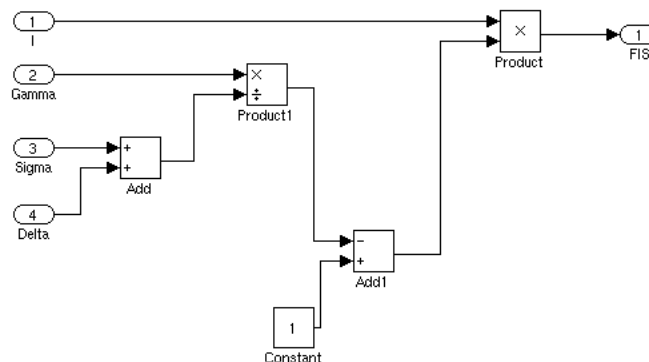 1
I
×
Product
1
FIS
2
Gamma
×
÷
Product1
3
Sigma
+
+
Add
4
Delta
−
+
Add1
1
Constant